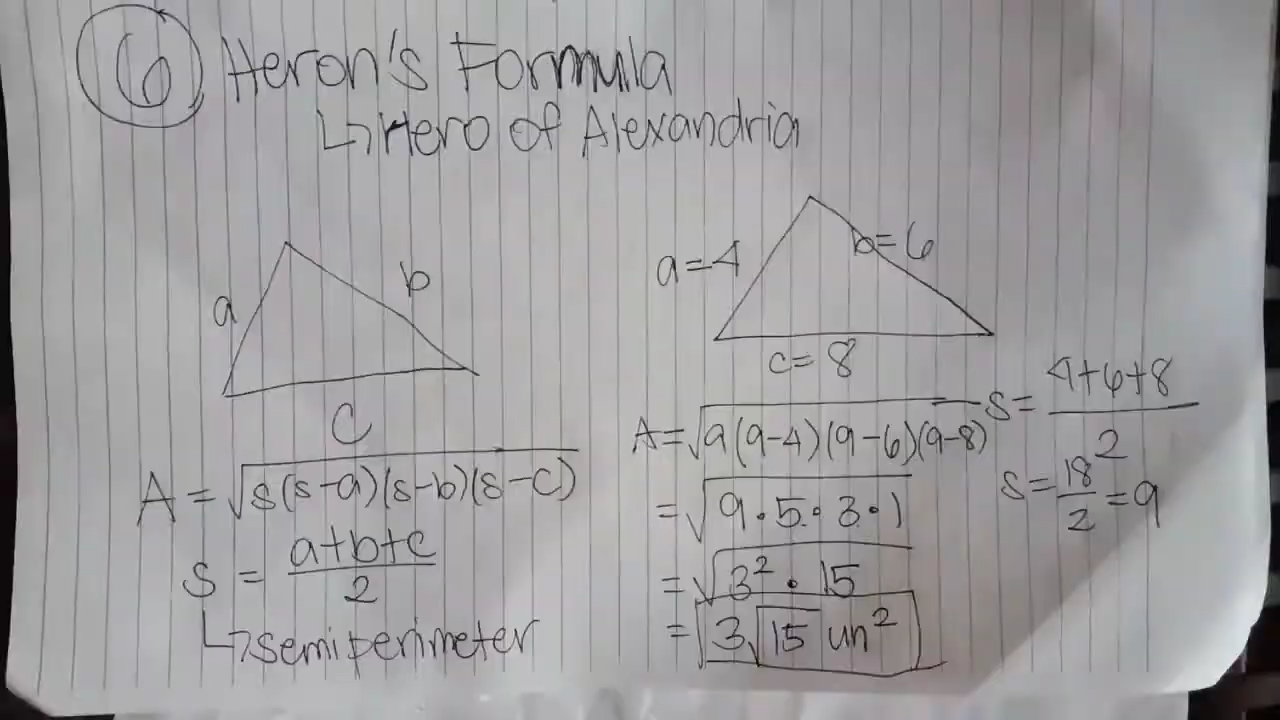 6 Heron's Formula
↳Hero of Alexandria
a
b
c
A = √s(s-a)(s-b)(s-c)
s = a+b+c/2
↳semiperimeter
a=4
b=6
c=8
s= 4+6+8/2
s= 18/2 =9
A=√9(9-4)(9-6)(9-8)
=√9·5·3·1
=√3²·15
=3√15 un²